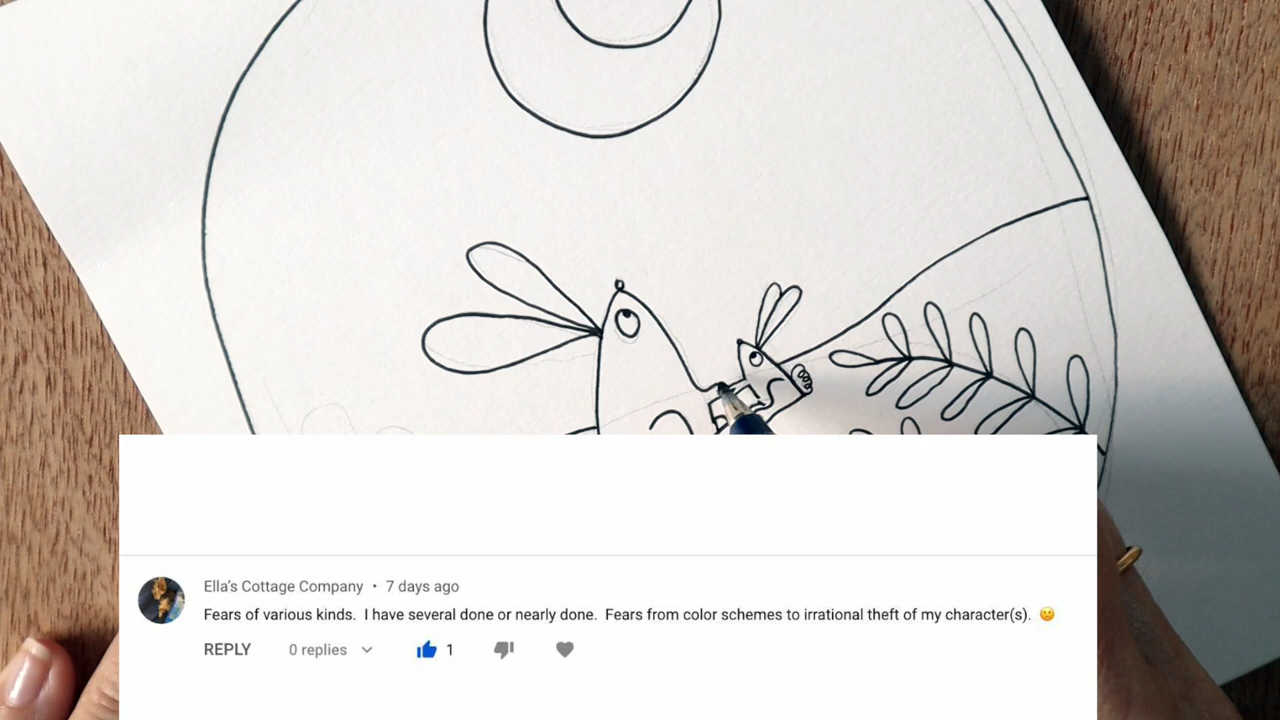 Ella's Cottage Company • 7 days ago
Fears of various kinds.  I have several done or nearly done.  Fears from color schemes to irrational theft of my character(s). 🙁
REPLY 0 replies 1